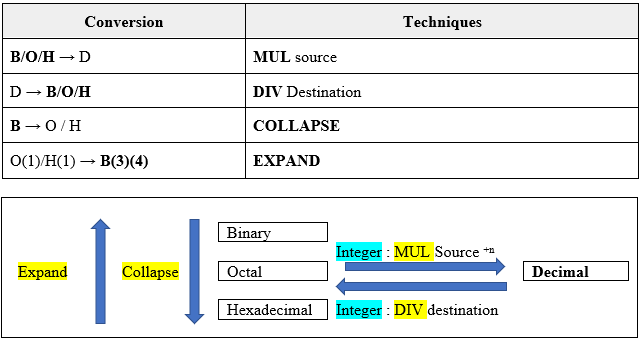 Conversion Techniques
B/O/H → D MUL source
D → B/O/H DIV Destination
B → O / H COLLAPSE
O(1)/H(1) → B(3)(4) EXPAND
Binary
Integer : MUL Source +n
Expand Collapse Octal Decimal
Hexadecimal Integer : DIV destination